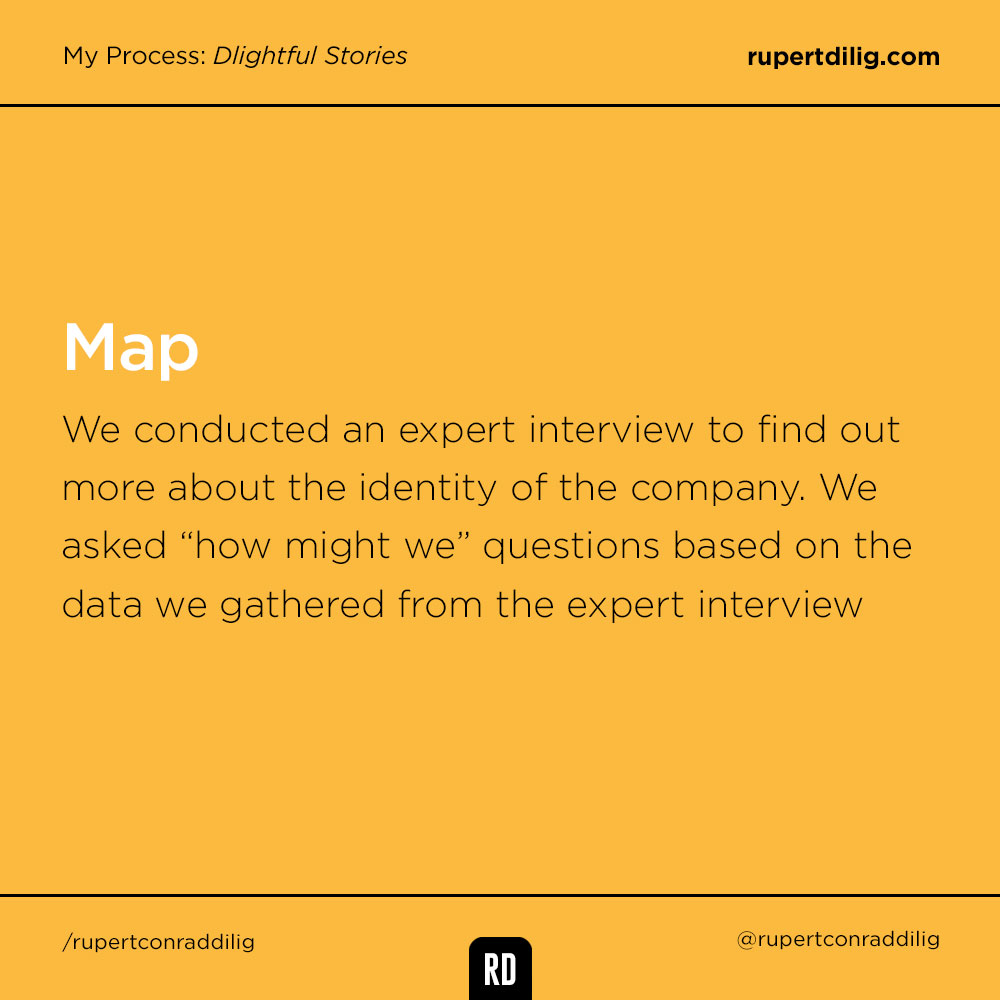 My Process: Dlightful Stories
rupertdilig.com
Map
We conducted an expert interview to find out
more about the identity of the company. We
asked “how might we” questions based on the
data we gathered from the expert interview
/rupertconraddilig
@rupertconraddilig
RD